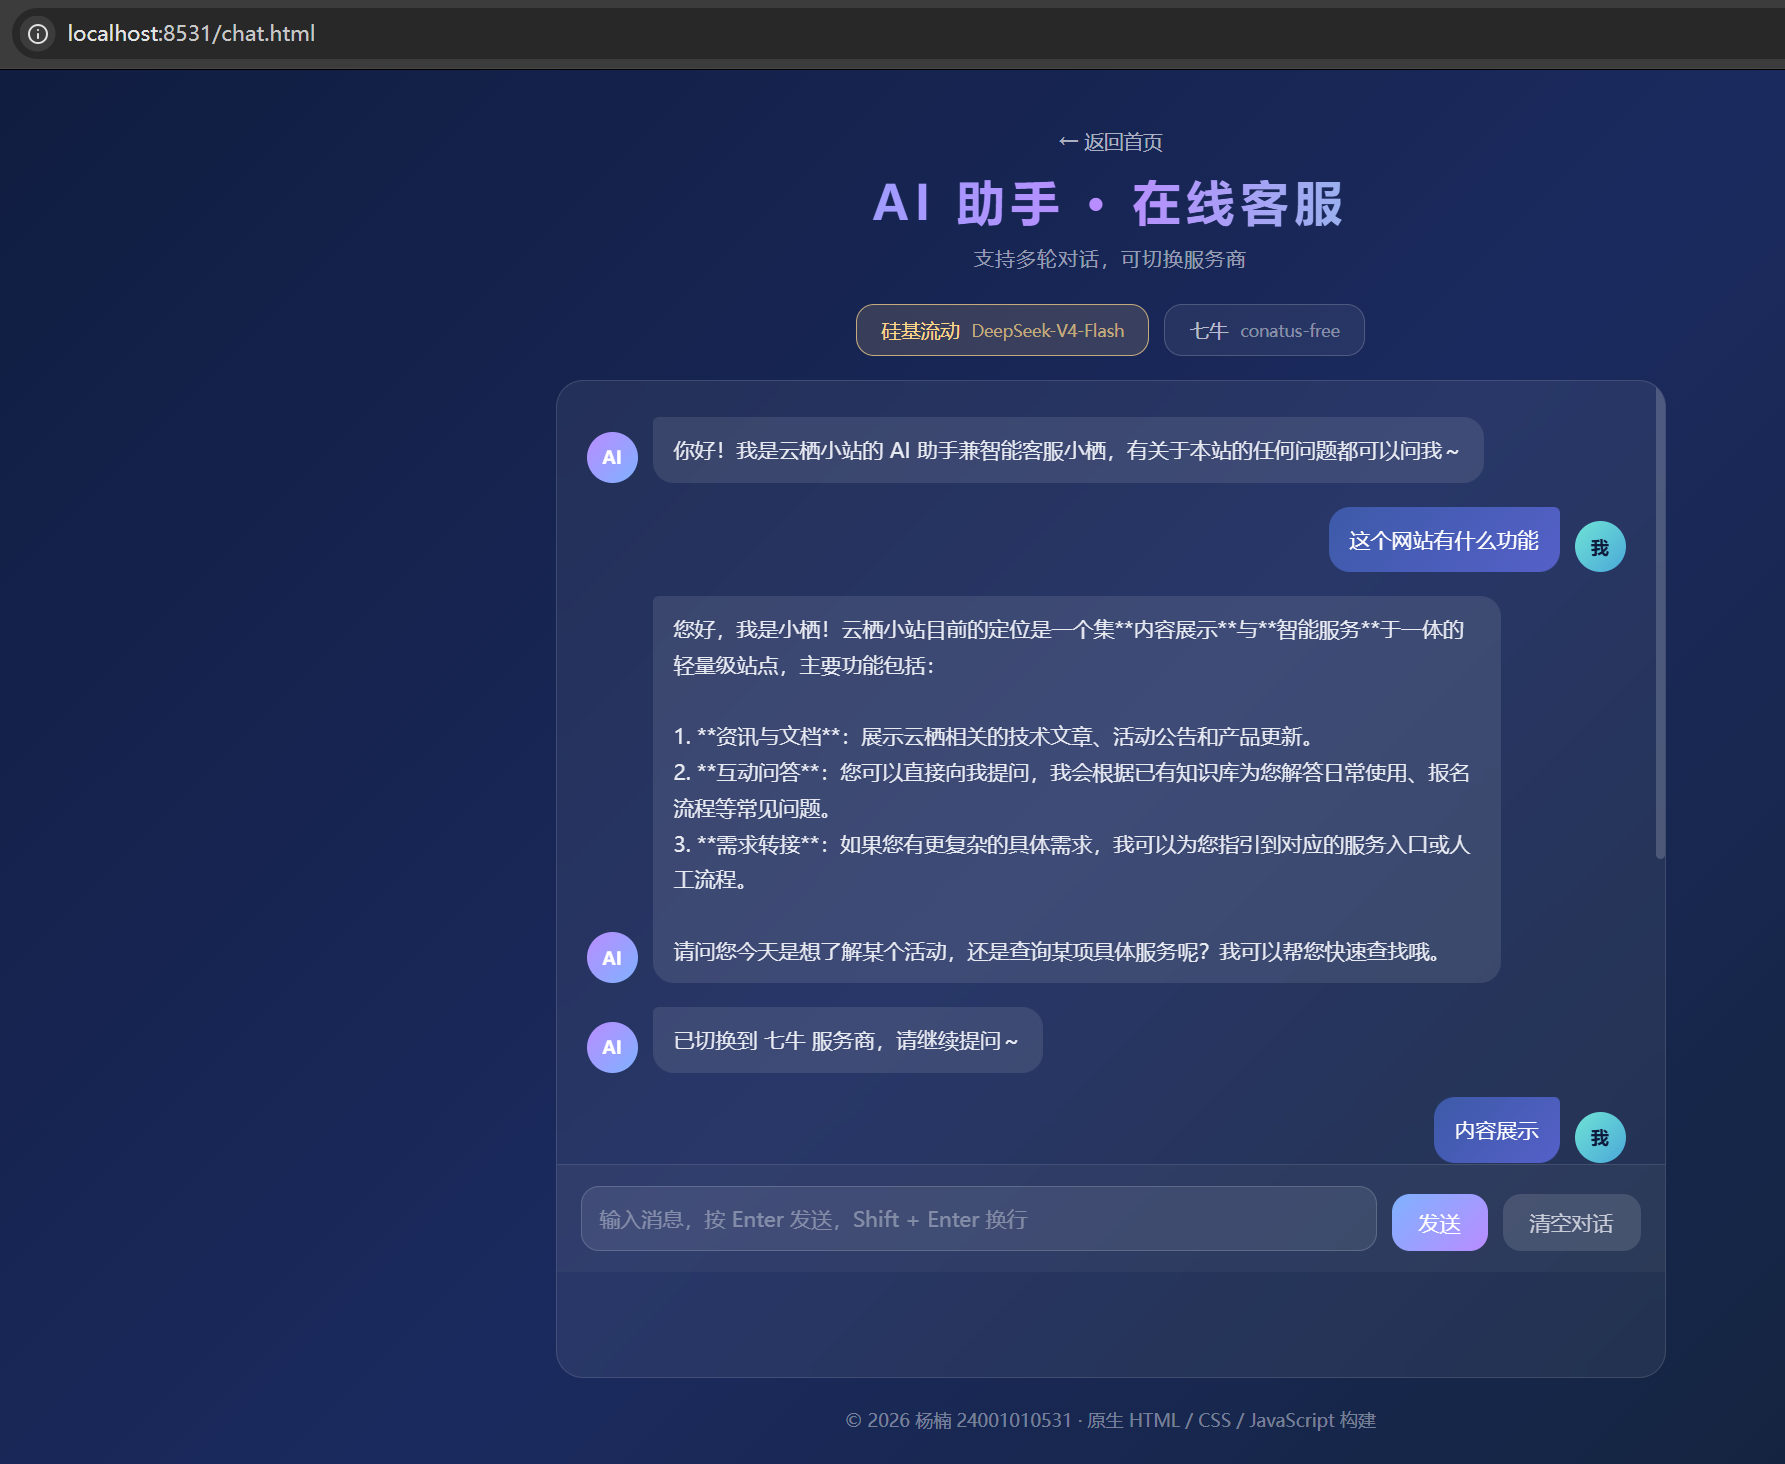 localhost:8531/chat.html
← 返回首页
AI 助手 · 在线客服
支持多轮对话，可切换服务商
硅基流动 DeepSeek-V4-Flash
七牛 conatus-free
AI
你好！我是云栖小站的 AI 助手兼智能客服小栖，有关于本站的任何问题都可以问我～
这个网站有什么功能
我
您好，我是小栖！云栖小站目前的定位是一个集**内容展示**与**智能服务**于一体的
轻量级站点，主要功能包括：
1. **资讯与文档**：展示云栖相关的技术文章、活动公告和产品更新。
2. **互动问答**：您可以直接向我提问，我会根据已有知识库为您解答日常使用、报名
流程等常见问题。
3. **需求转接**：如果您有更复杂的具体需求，我可以为您指引到对应的服务入口或人
工流程。
请问您今天是想了解某个活动，还是查询某项具体服务呢？我可以帮您快速查找哦。
AI
AI
已切换到 七牛 服务商，请继续提问～
内容展示
我
输入消息，按 Enter 发送，Shift + Enter 换行
发送
清空对话
© 2026 杨楠 24001010531 · 原生 HTML / CSS / JavaScript 构建